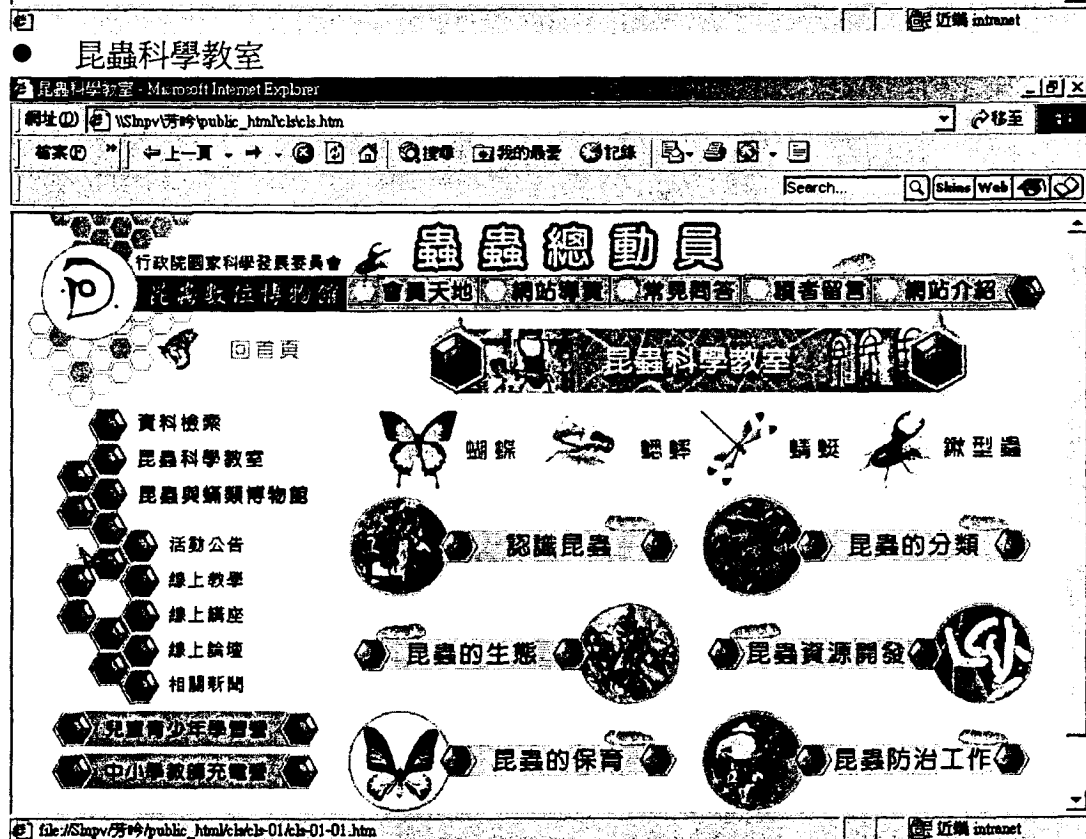 近端 intranet
● 昆蟲科學教室
昆蟲科學教室 - Microsoft Internet Explorer
網址(D) \\Slnpv\芳吟\public_html\cls\cls.htm 移至
檔案(F) » 上一頁 搜尋 我的最愛 記錄
Search... Skins Web
蟲蟲總動員
行政院國家科學發展委員會
昆蟲數位博物館 會員天地 網站導覽 常見問答 讀者留言 網站介紹
回首頁
昆蟲科學教室
資料檢索
昆蟲科學教室
昆蟲與蟎類博物館
活動公告
線上教學
線上講座
線上論壇
相關新聞
兒童青少年學習營
中小學教師充電營
蝴蝶 蟋蟀 蜻蜓 鍬型蟲
認識昆蟲 昆蟲的分類
昆蟲的生態 昆蟲資源開發
昆蟲的保育 昆蟲防治工作
file://Slnpv/芳吟/public_html/cls/cls-01/cls-01-01.htm 近端 intranet